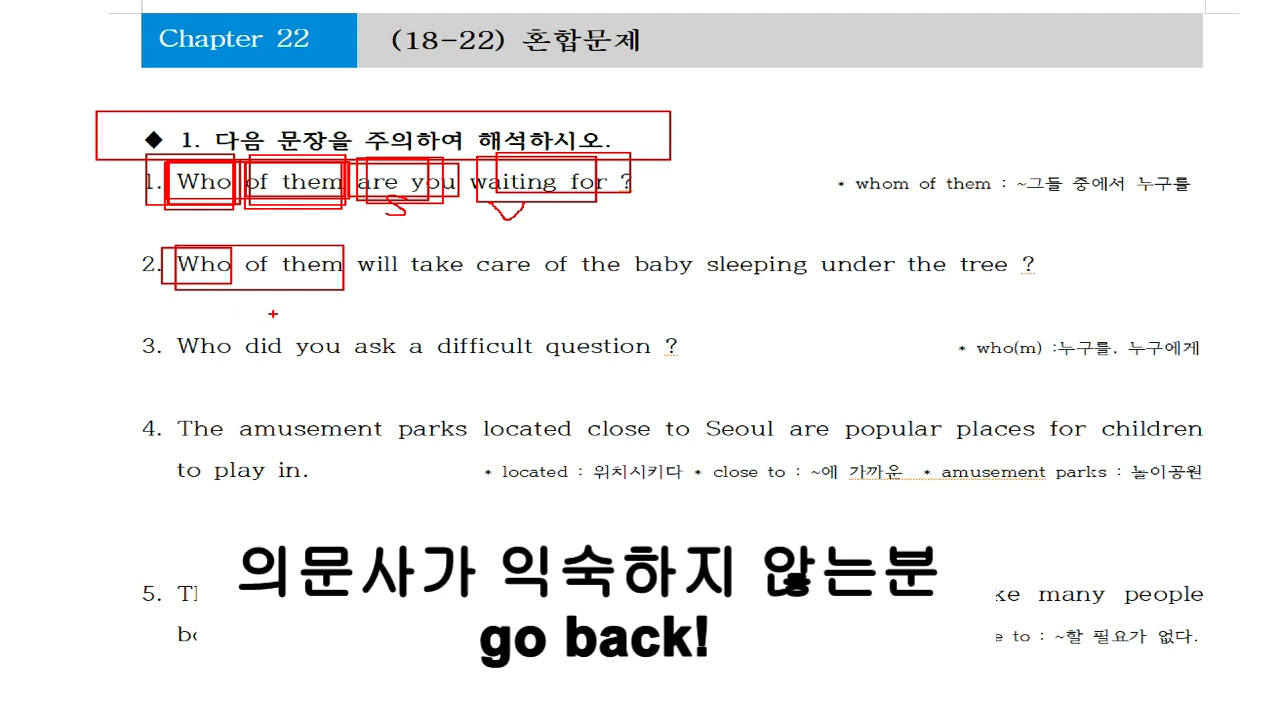 Chapter 22 (18-22) 혼합문제
◆ 1. 다음 문장을 주의하여 해석하시오.
1. Who of them are you waiting for ? * whom of them : ~그들 중에서 누구를
S
2. Who of them will take care of the baby sleeping under the tree ?
3. Who did you ask a difficult question ? * who(m) :누구를, 누구에게
4. The amusement parks located close to Seoul are popular places for children
to play in. * located : 위치시키다 * close to : ~에 가까운 * amusement parks : 놀이공원
의문사가 익숙하지 않는분
5. many people
go back!
to : ~할 필요가 없다.